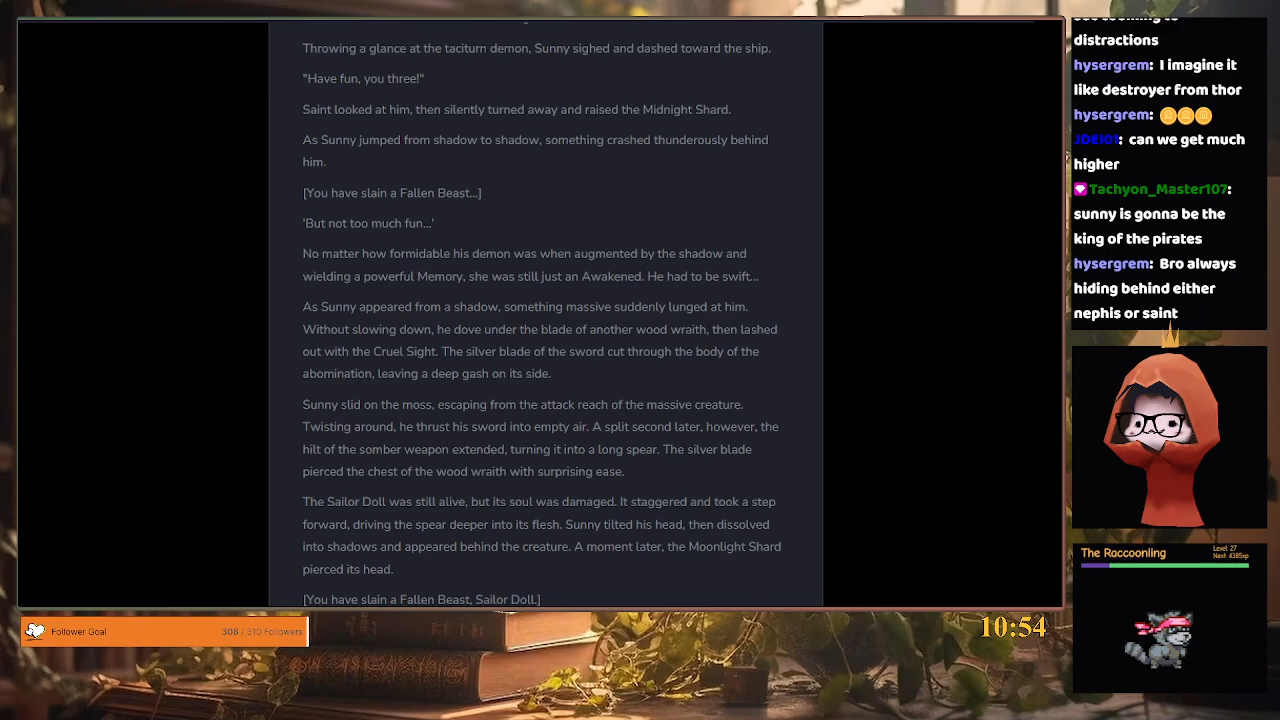 Throwing a glance at the taciturn demon, Sunny sighed and dashed toward the ship.
"Have fun, you three!"
Saint looked at him, then silently turned away and raised the Midnight Shard.
As Sunny jumped from shadow to shadow, something crashed thunderously behind
him.
[You have slain a Fallen Beast...]
'But not too much fun...'
No matter how formidable his demon was when augmented by the shadow and
wielding a powerful Memory, she was still just an Awakened. He had to be swift...
As Sunny appeared from a shadow, something massive suddenly lunged at him.
Without slowing down, he dove under the blade of another wood wraith, then lashed
out with the Cruel Sight. The silver blade of the sword cut through the body of the
abomination, leaving a deep gash on its side.
Sunny slid on the moss, escaping from the attack reach of the massive creature.
Twisting around, he thrust his sword into empty air. A split second later, however, the
hilt of the somber weapon extended, turning it into a long spear. The silver blade
pierced the chest of the wood wraith with surprising ease.
The Sailor Doll was still alive, but its soul was damaged. It staggered and took a step
forward, driving the spear deeper into its flesh. Sunny tilted his head, then dissolved
into shadows and appeared behind the creature. A moment later, the Moonlight Shard
pierced its head.
[You have slain a Fallen Beast, Sailor Doll.]
distractions
hysergrem: I imagine it
like destroyer from thor
hysergrem:
JDEI01: can we get much
higher
Tachyon_Master107:
sunny is gonna be the
king of the pirates
hysergrem: Bro always
hiding behind either
nephis or saint
The Raccoonling
Level: 27
Next: 4385xp
Follower Goal
308 / 310 Followers
10:54